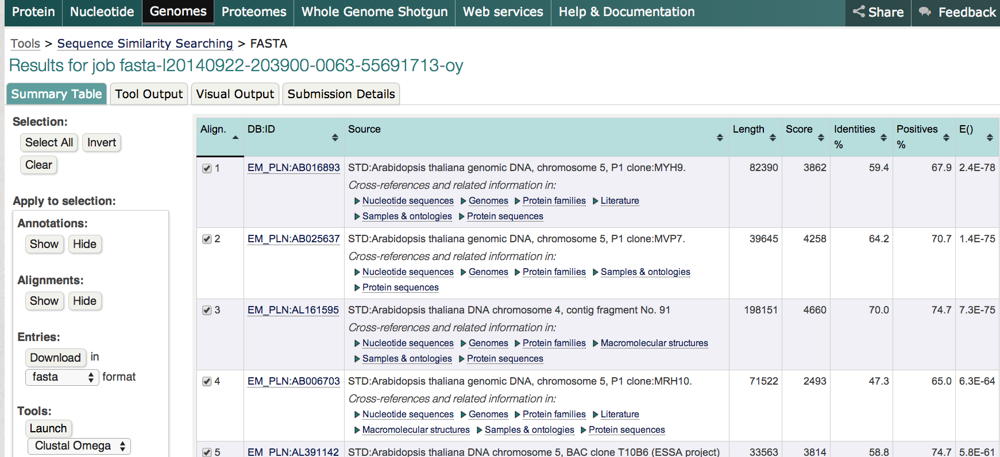 Protein Nucleotide Genomes Proteomes Whole Genome Shotgun Web services Help & Documentation Share Feedback
Tools > Sequence Similarity Searching > FASTA
Results for job fasta-I20140922-203900-0063-55691713-oy
Summary Table Tool Output Visual Output Submission Details
Selection:
Select All Invert
Clear
Apply to selection:
Annotations:
Show Hide
Alignments:
Show Hide
Entries:
Download in
fasta format
Tools:
Launch
Clustal Omega
Align. DB:ID Source Length Score Identities % Positives % E()
1 EM_PLN:AB016893 STD:Arabidopsis thaliana genomic DNA, chromosome 5, P1 clone:MYH9. 82390 3862 59.4 67.9 2.4E-78
Cross-references and related information in:
Nucleotide sequences Genomes Protein families Literature
Samples & ontologies Protein sequences
2 EM_PLN:AB025637 STD:Arabidopsis thaliana genomic DNA, chromosome 5, P1 clone:MVP7. 39645 4258 64.2 70.7 1.4E-75
Cross-references and related information in:
Nucleotide sequences Genomes Protein families Samples & ontologies
Protein sequences
3 EM_PLN:AL161595 STD:Arabidopsis thaliana DNA chromosome 4, contig fragment No. 91 198151 4660 70.0 74.7 7.3E-75
Cross-references and related information in:
Nucleotide sequences Genomes Protein families Macromolecular structures
Samples & ontologies Protein sequences
4 EM_PLN:AB006703 STD:Arabidopsis thaliana genomic DNA, chromosome 5, P1 clone:MRH10. 71522 2493 47.3 65.0 6.3E-64
Cross-references and related information in:
Nucleotide sequences Genomes Protein families Literature
Macromolecular structures Samples & ontologies Protein sequences
5 EM_PLN:AL391142 STD:Arabidopsis thaliana DNA chromosome 5, BAC clone T10B6 (ESSA project) 33563 3814 58.8 74.7 5.8E-61